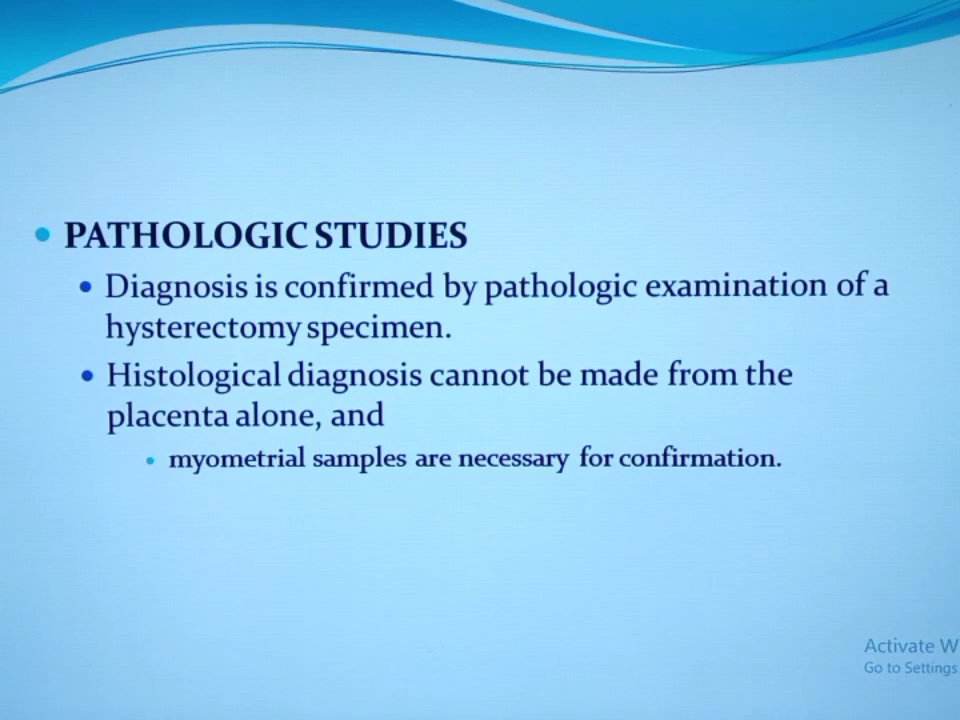 PATHOLOGIC STUDIES
Diagnosis is confirmed by pathologic examination of a
hysterectomy specimen.
Histological diagnosis cannot be made from the
placenta alone, and
myometrial samples are necessary for confirmation.
Activate W
Go to Settings